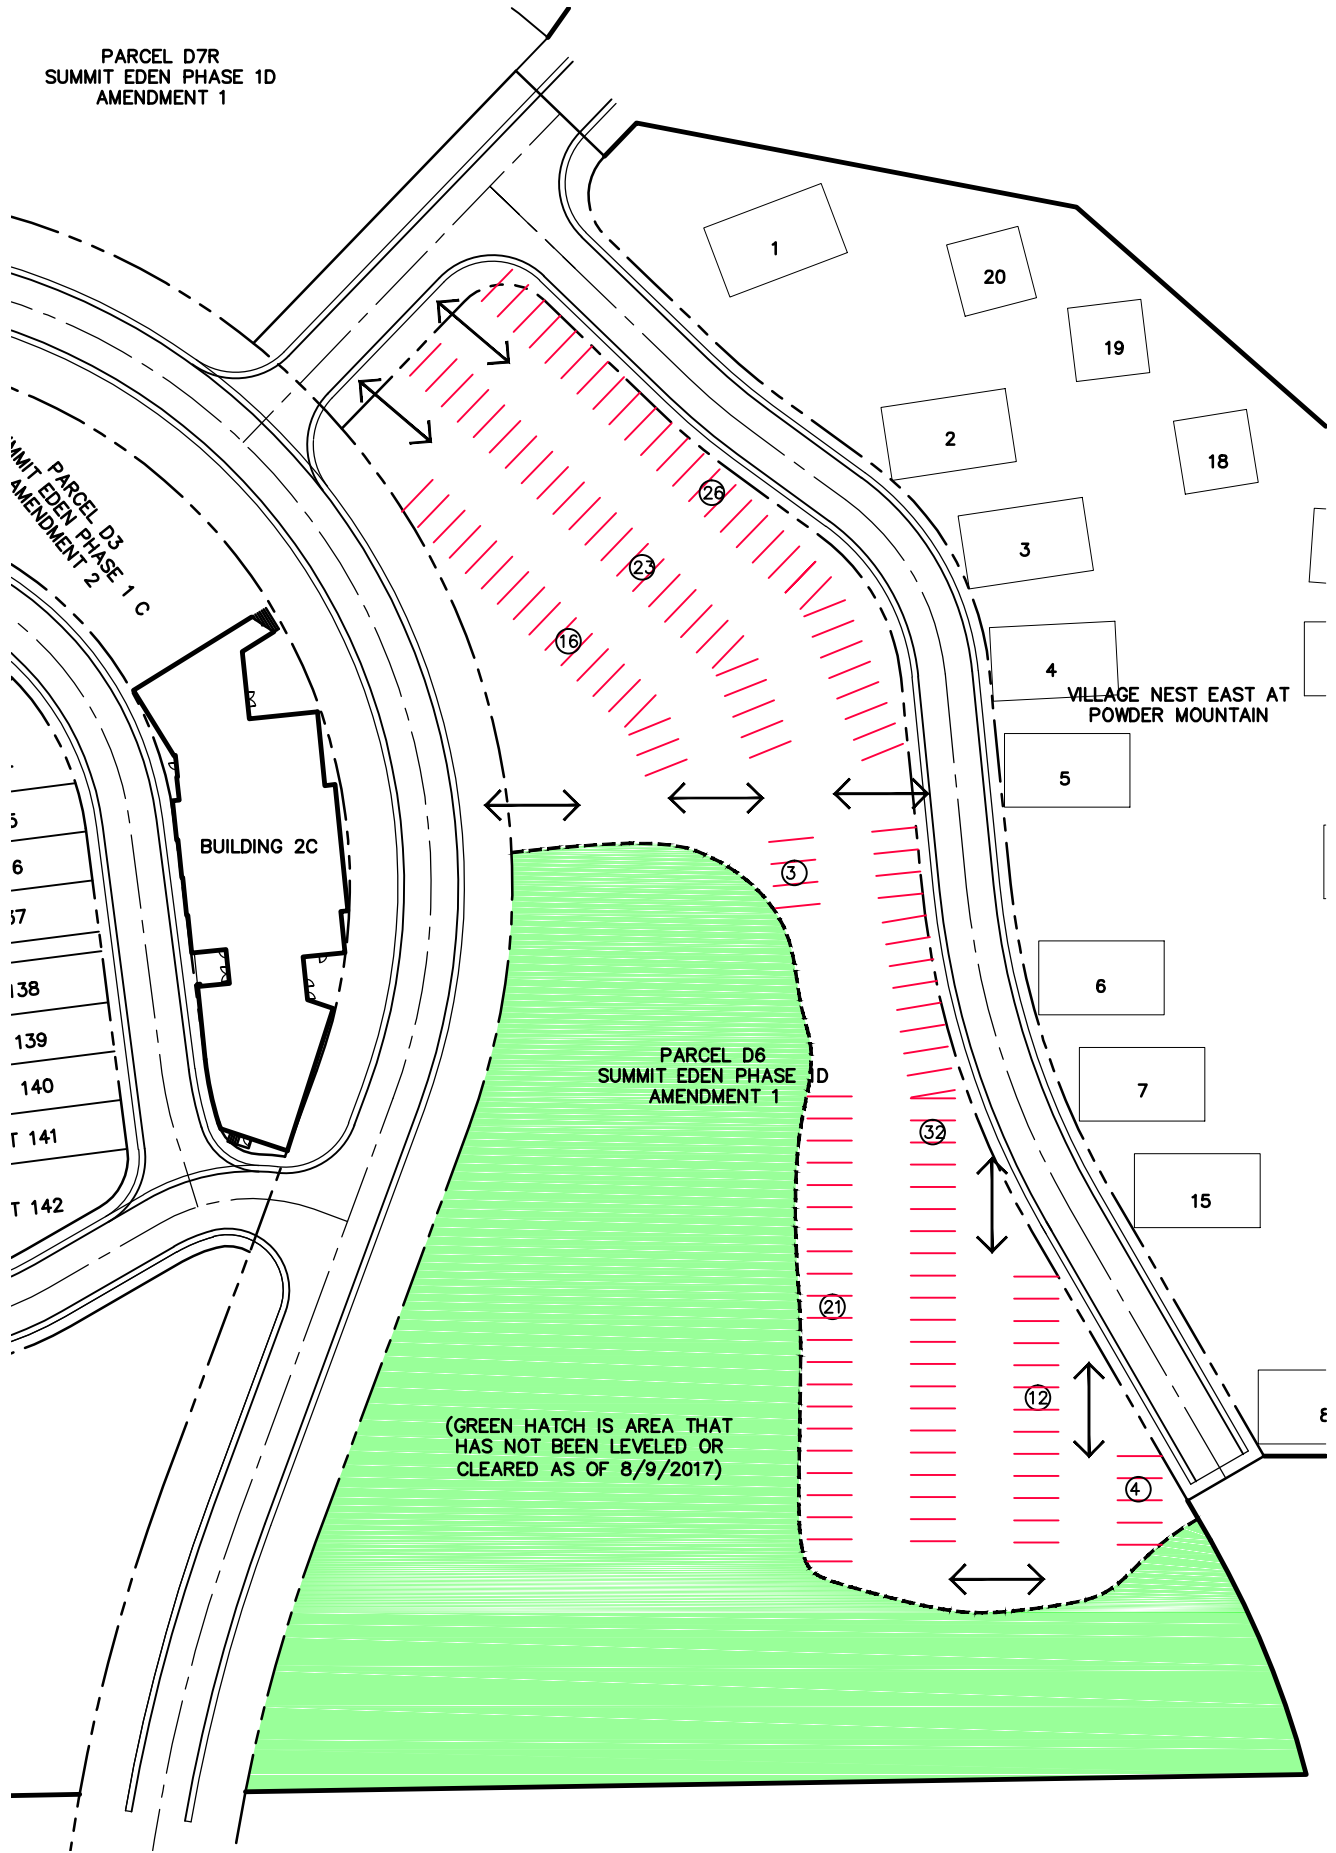 PARCEL D7R
SUMMIT EDEN PHASE 1D
AMENDMENT 1
1
20
19
2
18
PARCEL D3
EDEN PHASE 1 C
AMENDMENT 2
26
3
23
16
4
VILLAGE NEST EAST AT
POWDER MOUNTAIN
5
BUILDING 2C
3
6
138
139
140
141
142
PARCEL D6
SUMMIT EDEN PHASE 1D
AMENDMENT 1
6
7
32
15
21
12
(GREEN HATCH IS AREA THAT
HAS NOT BEEN LEVELED OR
CLEARED AS OF 8/9/2017)
4